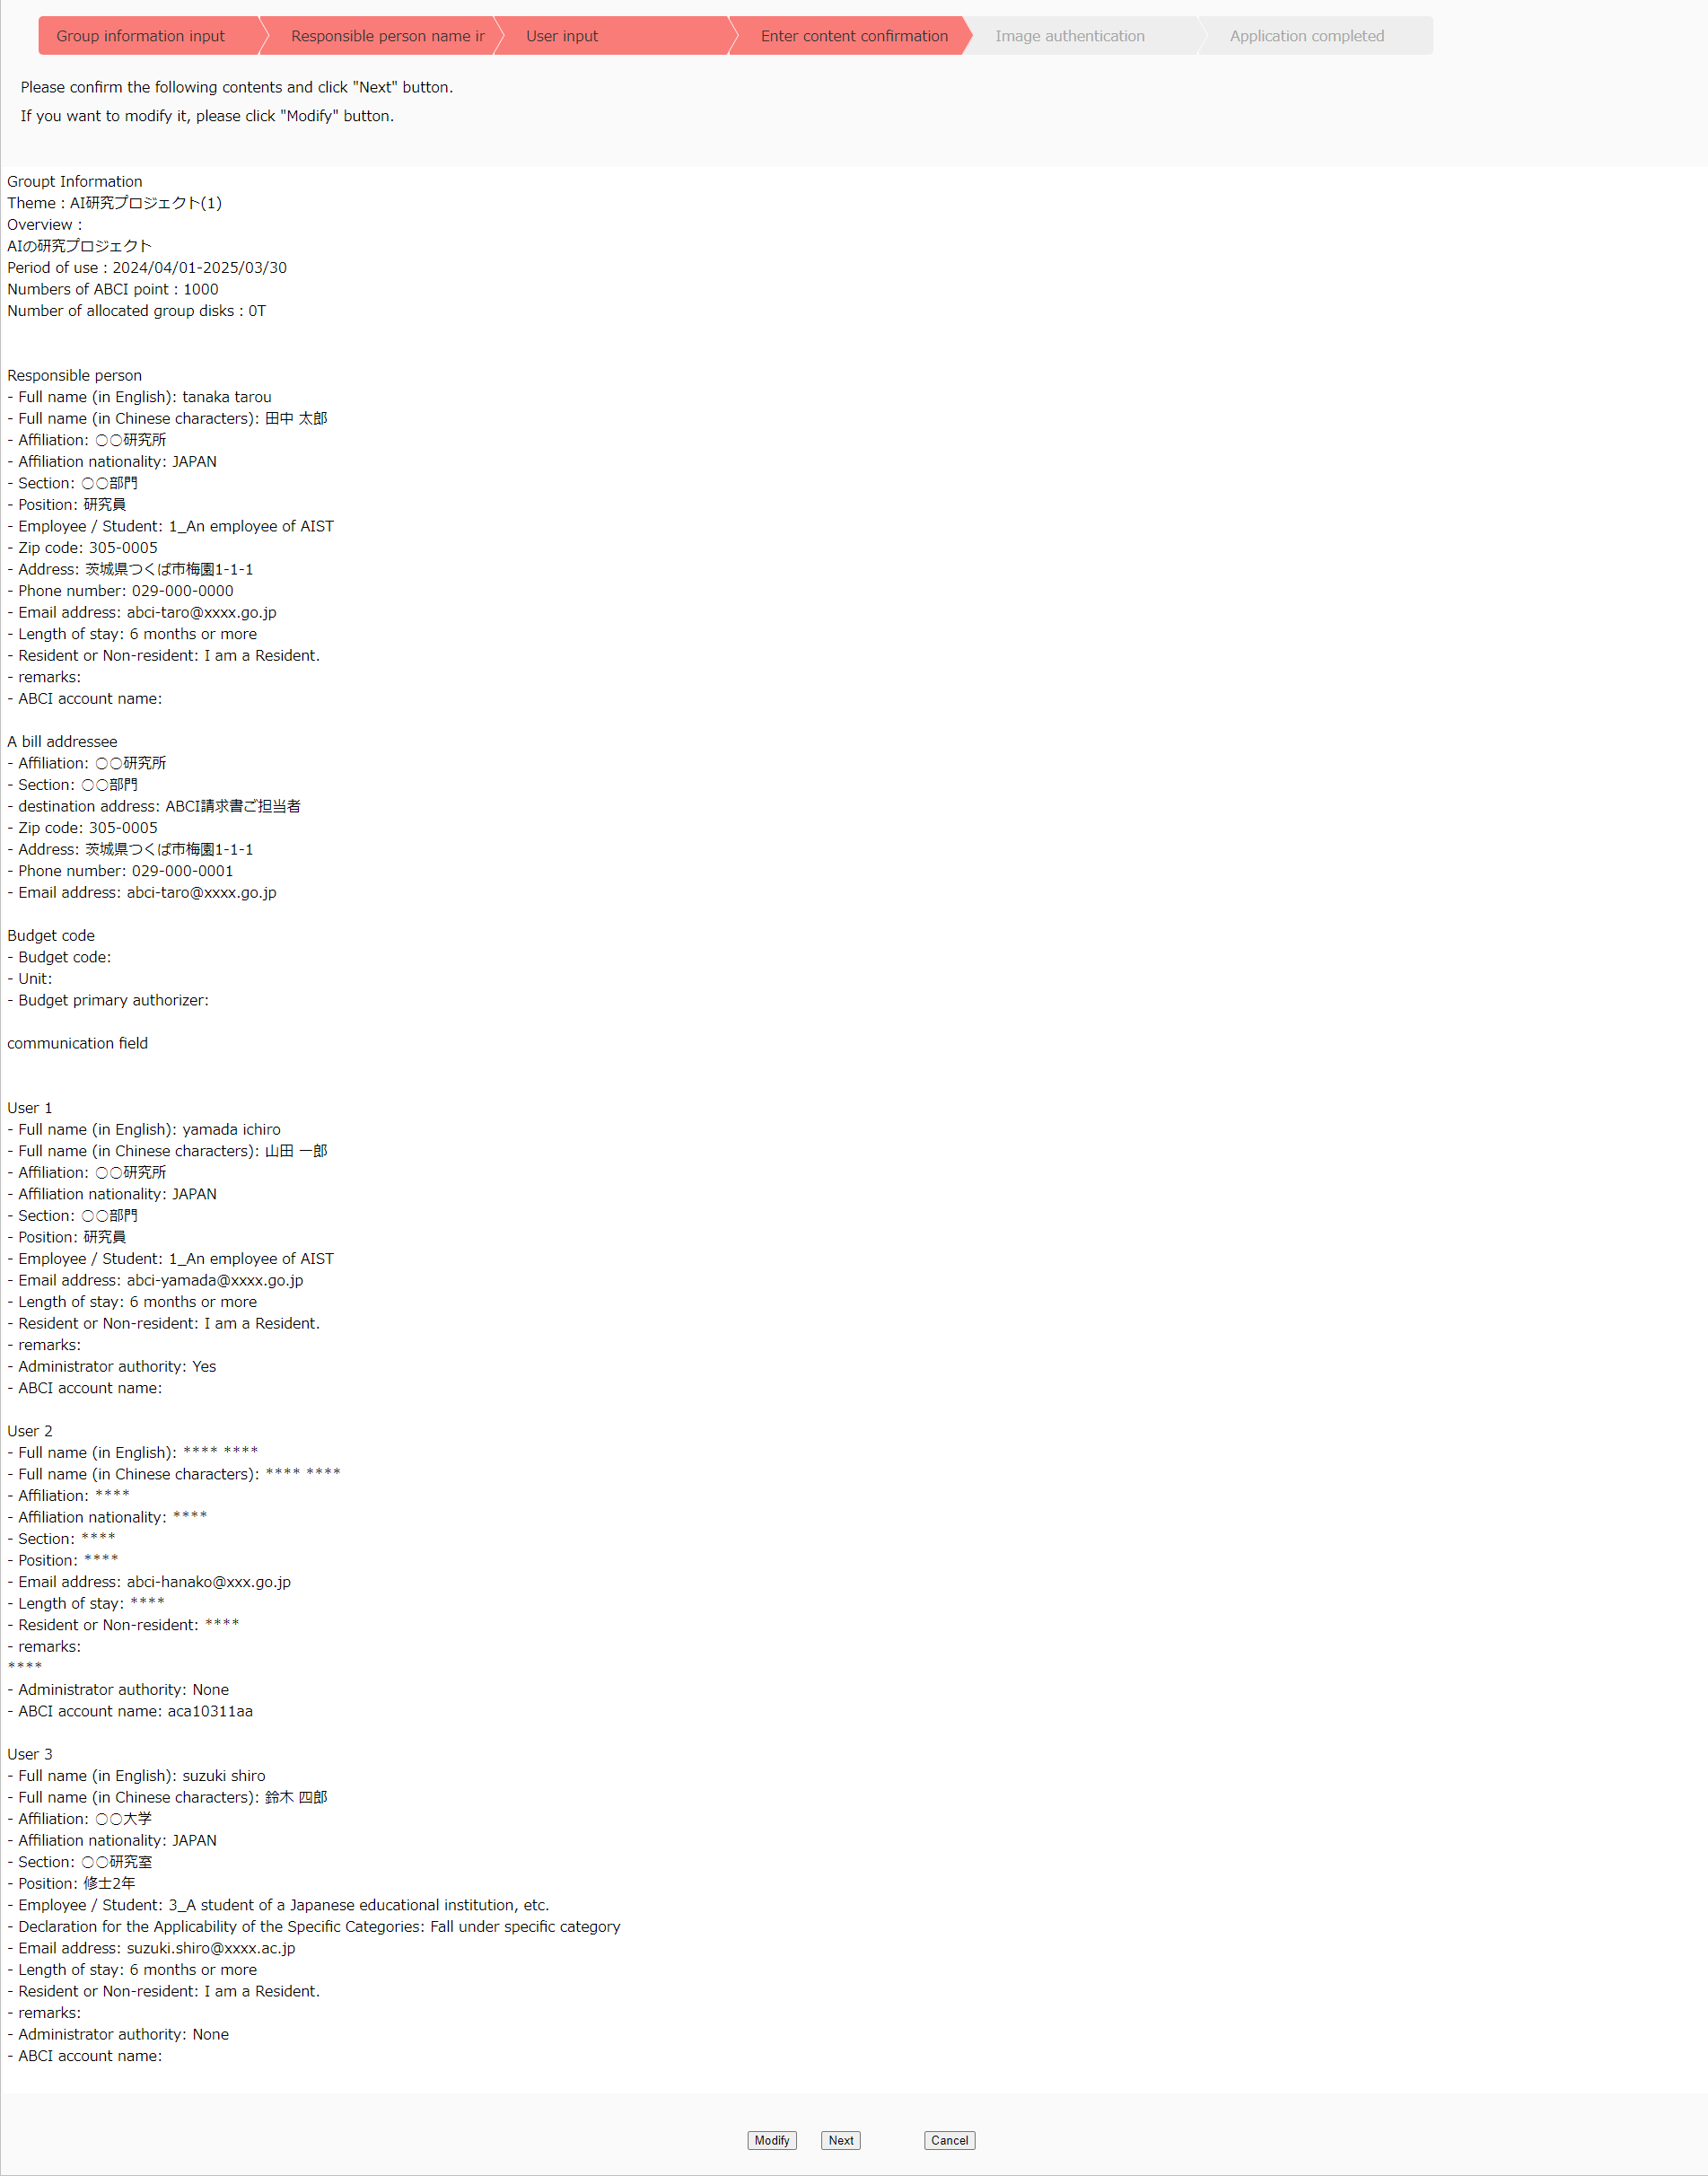 Group information input
Responsible person name ir
User input
Enter content confirmation
Image authentication
Application completed
Please confirm the following contents and click "Next" button.
If you want to modify it, please click "Modify" button.
Groupt Information
Theme : AI研究プロジェクト(1)
Overview :
AIの研究プロジェクト
Period of use : 2024/04/01-2025/03/30
Numbers of ABCI point : 1000
Number of allocated group disks : 0T
Responsible person
- Full name (in English): tanaka tarou
- Full name (in Chinese characters): 田中 太郎
- Affiliation: 〇〇研究所
- Affiliation nationality: JAPAN
- Section: 〇〇部門
- Position: 研究員
- Employee / Student: 1_An employee of AIST
- Zip code: 305-0005
- Address: 茨城県つくば市梅園1-1-1
- Phone number: 029-000-0000
- Email address: abci-taro@xxxx.go.jp
- Length of stay: 6 months or more
- Resident or Non-resident: I am a Resident.
- remarks:
- ABCI account name:
A bill addressee
- Affiliation: 〇〇研究所
- Section: 〇〇部門
- destination address: ABCI請求書ご担当者
- Zip code: 305-0005
- Address: 茨城県つくば市梅園1-1-1
- Phone number: 029-000-0001
- Email address: abci-taro@xxxx.go.jp
Budget code
- Budget code:
- Unit:
- Budget primary authorizer:
communication field
User 1
- Full name (in English): yamada ichiro
- Full name (in Chinese characters): 山田 一郎
- Affiliation: 〇〇研究所
- Affiliation nationality: JAPAN
- Section: 〇〇部門
- Position: 研究員
- Employee / Student: 1_An employee of AIST
- Email address: abci-yamada@xxxx.go.jp
- Length of stay: 6 months or more
- Resident or Non-resident: I am a Resident.
- remarks:
- Administrator authority: Yes
- ABCI account name:
User 2
- Full name (in English): **** ****
- Full name (in Chinese characters): **** ****
- Affiliation: ****
- Affiliation nationality: ****
- Section: ****
- Position: ****
- Email address: abci-hanako@xxx.go.jp
- Length of stay: ****
- Resident or Non-resident: ****
- remarks:
****
- Administrator authority: None
- ABCI account name: aca10311aa
User 3
- Full name (in English): suzuki shiro
- Full name (in Chinese characters): 鈴木 四郎
- Affiliation: 〇〇大学
- Affiliation nationality: JAPAN
- Section: 〇〇研究室
- Position: 修士2年
- Employee / Student: 3_A student of a Japanese educational institution, etc.
- Declaration for the Applicability of the Specific Categories: Fall under specific category
- Email address: suzuki.shiro@xxxx.ac.jp
- Length of stay: 6 months or more
- Resident or Non-resident: I am a Resident.
- remarks:
- Administrator authority: None
- ABCI account name:
Modify
Next
Cancel